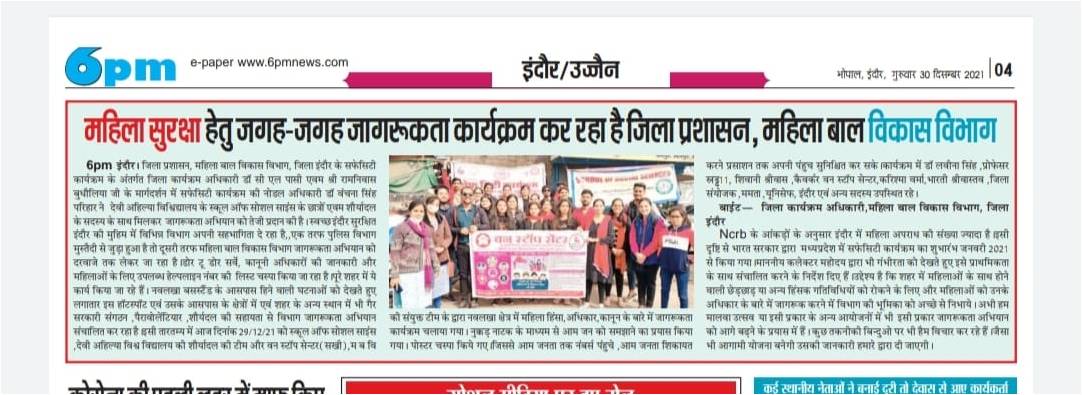 6pm e-paper www.6pmnews.com
इंदौर/उज्जैन
भोपाल, इंदौर, गुरुवार 30 दिसम्बर 2021 04
महिला सुरक्षा हेतु जगह-जगह जागरूकता कार्यक्रम कर रहा है जिला प्रशासन, महिला बाल विकास विभाग
6pm इंदौर। जिला प्रशासन, महिला बाल विकास विभाग, जिला इंदौर के सफेसिटी
कार्यक्रम के अंतर्गत जिला कार्यक्रम अधिकारी डॉ सी एल पासी एवम श्री रामनिवास
बुधौलिया जी के मार्गदर्शन में सफेसिटी कार्यक्रम की नोडल अधिकारी डॉ वंचना सिंह
परिहार ने देवी अहिल्या विश्वविद्यालय के स्कूल ऑफ सोशल साइंस के छात्रों एवम शौर्यादल
के सदस्य के साथ मिलकर जागरूकता अभियान को तेजी प्रदान की है।स्वच्छ इंदौर सुरक्षित
इंदौर की मुहिम में विभिन्न विभाग अपनी सहभागिता दे रहा है,,एक तरफ पुलिस विभाग
मुस्तैदी से जुड़ा हुआ है तो दूसरी तरफ महिला बाल विकास विभाग जागरूकता अभियान को
दरवाजे तक लेकर जा रहा है।डोर टू डोर सर्वे, कानूनी अधिकारों की जानकारी और
महिलाओं के लिए उपलब्ध हेल्पलाइन नंबर की लिस्ट चस्पा किया जा रहा है।पूरे शहर में ये
कार्य किया जा रहे हैं। नवलखा बसस्टैंड के आसपास हिने वाली घटनाओं को देखते हुए
लगातार इस हॉटस्पॉट एवं उसके आसपास के क्षेत्रों में एवं शहर के अन्य स्थान में भी गैर
सरकारी संगठन ,पैरावोलेंटियर ,शौर्यदल की सहायता से विभाग जागरूकता अभियान
संचालित कर रहा है।इसी तारतम्य में आज दिनांक 29/12/21 को स्कूल ऑफ सोशल साइंस
,देवी अहिल्या विश्व विद्यालय की शौर्यादल की टीम और वन स्टॉप सेन्टर(सखी),म ब वि
SCHOOL OF SOCIAL SCIENCES
वन स्टॉप सेंटर
की संयुक्त टीम के द्वारा नवलखा क्षेत्र में महिला हिंसा,अधिकार,कानून के बारे में जागरूकता
कार्यक्रम चलाया गया। नुक्कड़ नाटक के माध्यम से आम जन को समझाने का प्रयास किया
गया। पोस्टर चस्पा किये गए।जिससे आम जनता तक नंबर्स पहुचे ,आम जनता शिकायत
करने प्रसाशन तक अपनी पंहुच सुनिश्चित कर सके।कार्यक्रम में डॉ लवीना सिंह ,प्रोफेसर
शिवानी श्रीवास ,कैवर्कर वन स्टॉप सेन्टर,करिश्मा वर्मा,भारती श्रीवास्तव ,जिला
संयोजक , ममता ,यूनिसेफ, इंदौर एवं अन्य सदस्य उपस्थित रहे।
बाईट– जिला कार्यक्रम अधिकारी,महिला बाल विकास विभाग, जिला
इंदौर
Ncrb के आंकड़ों के अनुसार इंदौर में महिला अपराध की संख्या ज्यादा है।इसी
दृष्टि से भारत सरकार द्वारा मध्यप्रदेश में सफेसिटी कार्यक्रम का शुभारंभ जनवरी 2021
से किया गया।माननीय कलेक्टर महोदय द्वारा भी गंभीरता को देखते हुए इसे प्राथमिकता
के साथ संचालित करने के निर्देश दिए हैं।उद्देश्य है कि शहर में महिलाओं के साथ होने
वाली छेड़छाड़ या अन्य हिंसक गतिविधियों को रोकने के लिए और महिलाओं को उनके
अधिकार के बारे में जागरूक करने में विभाग की भूमिका को अच्छे से निभाये। अभी हम
मालवा उत्सव या इसी प्रकार के अन्य आयोजनों में भी इसी प्रकार जागरूकता अभियान
को आगे बढ़ने के प्रयास में हैं।कुछ तकनीकी बिन्दुओ पर भी हैम विचार कर रहे हैं।जैसा
भी आगामी योजना बनेगी उसकी जानकारी हमारे द्वारा दी जाएगी।
कई स्थानीय नेताओं ने बनाई दूरी तो देवास से आए कार्यकर्ता